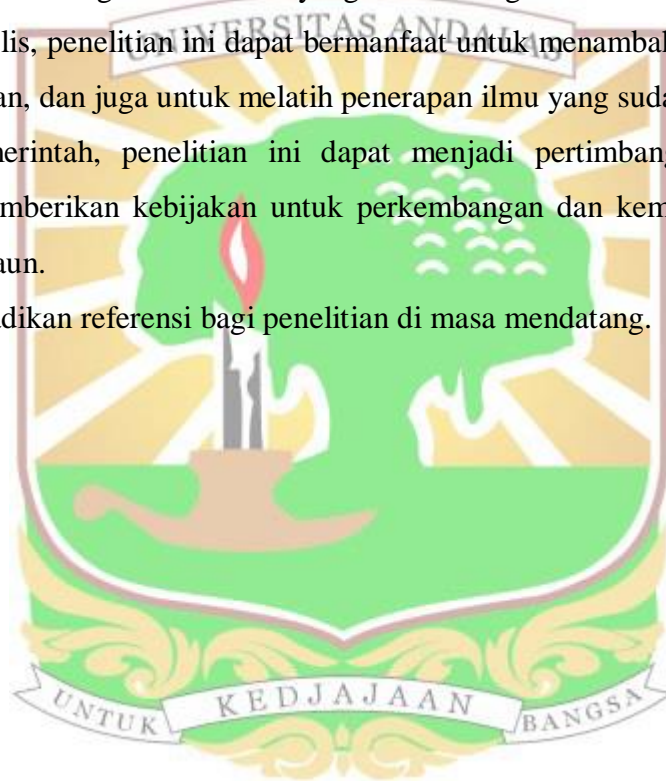 UNIVERSITAS ANDALAS
lis, penelitian ini dapat bermanfaat untuk menambah
an, dan juga untuk melatih penerapan ilmu yang suda
merintah, penelitian ini dapat menjadi pertimbang
mberikan kebijakan untuk perkembangan dan kem
aun.
adikan referensi bagi penelitian di masa mendatang.
UNTUK KEDJAJAAN BANGSA